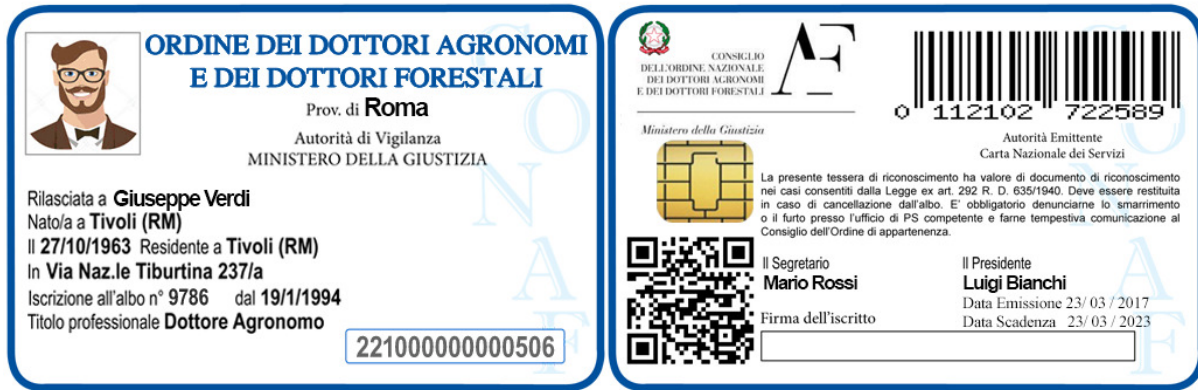 ORDINE DEI DOTTORI AGRONOMI
E DEI DOTTORI FORESTALI
Prov. di Roma
Autorità di Vigilanza
MINISTERO DELLA GIUSTIZIA
Rilasciata a Giuseppe Verdi
Nato/a a Tivoli (RM)
Il 27/10/1963 Residente a Tivoli (RM)
In Via Naz.le Tiburtina 237/a
Iscrizione all'albo n° 9786 dal 19/1/1994
Titolo professionale Dottore Agronomo
221000000000506
CONAF
CONSIGLIO
DELL'ORDINE NAZIONALE
DEI DOTTORI AGRONOMI
E DEI DOTTORI FORESTALI
AF
Ministero della Giustizia
0 112102 722589
Autorità Emittente
Carta Nazionale dei Servizi
La presente tessera di riconoscimento ha valore di documento di riconoscimento
nei casi consentiti dalla Legge ex art. 292 R. D. 635/1940. Deve essere restituita
in caso di cancellazione dall'albo. E' obbligatorio denunciarne lo smarrimento
o il furto presso l'ufficio di PS competente e farne tempestiva comunicazione al
Consiglio dell'Ordine di appartenenza.
Il Segretario
Mario Rossi
Il Presidente
Luigi Bianchi
Data Emissione 23/ 03 / 2017
Data Scadenza 23/ 03 / 2023
Firma dell'iscritto
CONAF